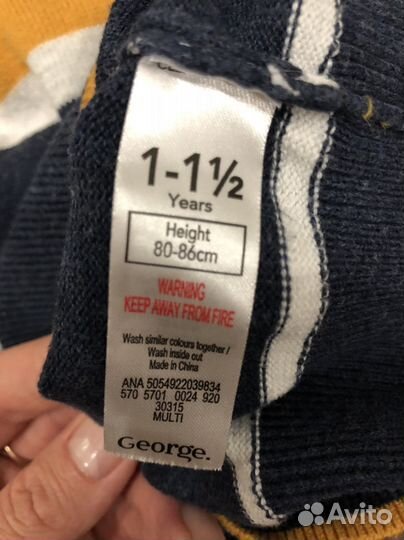 1-1½
Years
Height
80-86cm
WARNING
KEEP AWAY FROM FIRE
Wash similar colours together /
Wash inside out
Made in China
ANA 5054922039834
570 5701 0024 920
30315
MULTI
George.
Avito